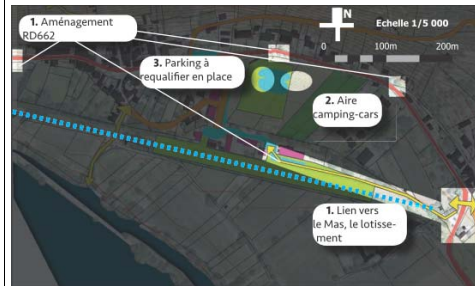 1. Aménagement
RD662
N
Echelle 1/5 000
0 100m 200m
3. Parking à
requalifier en place
2. Aire
camping-cars
1. Lien vers
le Mas, le lotisse-
ment